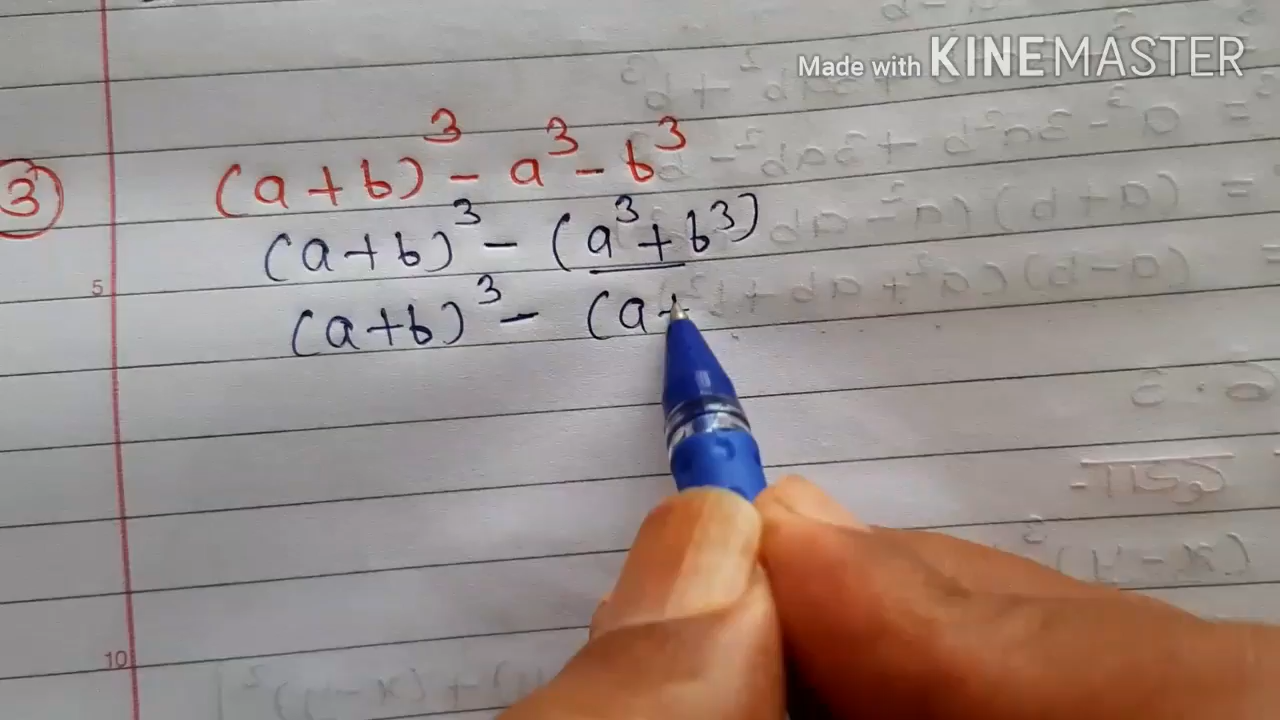 Made with KINEMASTER
3 (a+b)³ - a³ - b³
(a+b)³ - (a³+b³)
5
(a+b)³ - (a+
10